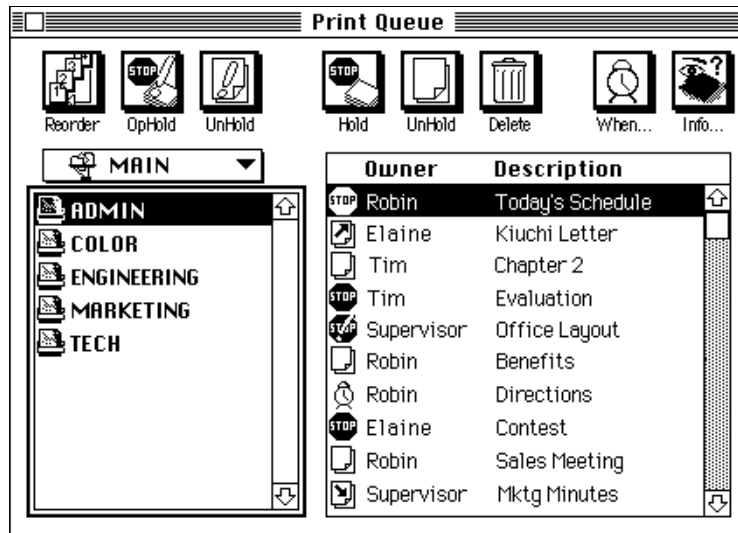 Print Queue
STOP STOP STOP ?
Reorder OpHold UnHold Hold UnHold Delete When... Info...
MAIN
Owner Description
ADMIN
COLOR
ENGINEERING
MARKETING
TECH
STOP Robin Today's Schedule
Elaine Kiuchi Letter
Tim Chapter 2
STOP Tim Evaluation
STOP Supervisor Office Layout
Robin Benefits
Robin Directions
STOP Elaine Contest
Robin Sales Meeting
Supervisor Mktg Minutes